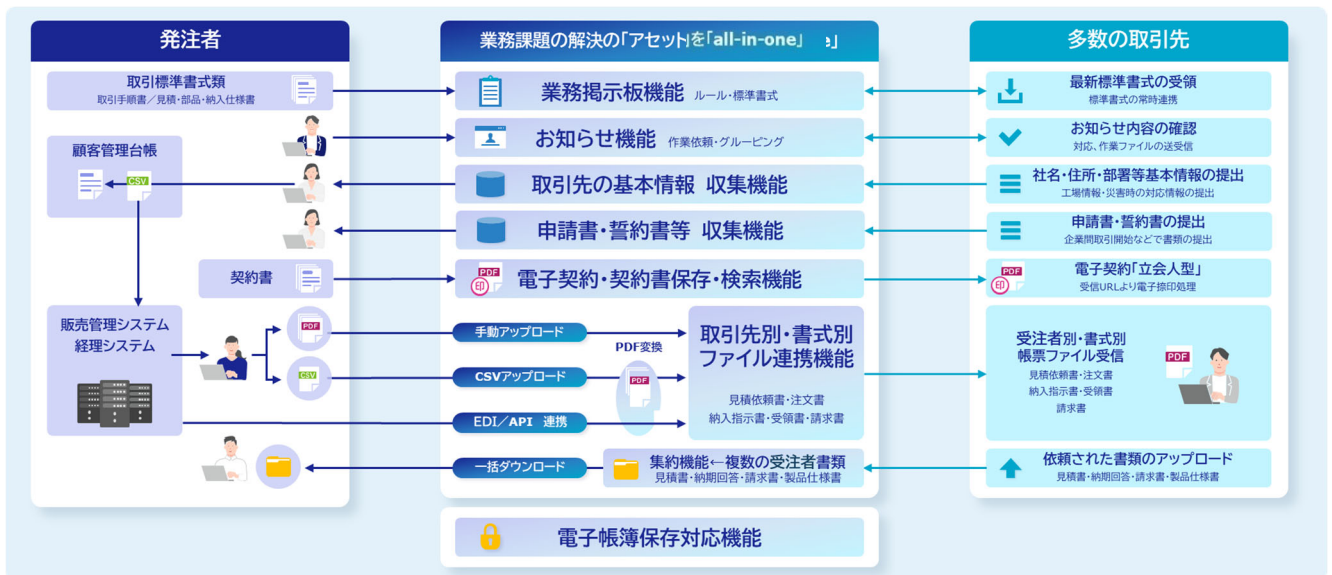 発注者
取引標準書式類
取引手順書／見積・部品・納入仕様書
顧客管理台帳
CSV
契約書
販売管理システム
経理システム
PDF
CSV
業務課題の解決の「アセット」を「all-in-one」
業務掲示板機能 ルール・標準書式
お知らせ機能 作業依頼・グルーピング
取引先の基本情報 収集機能
申請書・誓約書等 収集機能
PDF
印
電子契約・契約書保存・検索機能
手動アップロード
CSVアップロード
EDI／API 連携
PDF変換
PDF
取引先別・書式別
ファイル連携機能
見積依頼書・注文書
納入指示書・受領書・請求書
一括ダウンロード
集約機能←複数の受注者書類
見積書・納期回答・請求書・製品仕様書
電子帳簿保存対応機能
多数の取引先
最新標準書式の受領
標準書式の常時連携
お知らせ内容の確認
対応、作業ファイルの送受信
社名・住所・部署等基本情報の提出
工場情報・災害時の対応情報の提出
申請書・誓約書の提出
企業間取引開始などで書類の提出
PDF
印
電子契約「立会人型」
受信URLより電子捺印処理
受注者別・書式別
帳票ファイル受信
見積依頼書・注文書
納入指示書・受領書
請求書
PDF
依頼された書類のアップロード
見積書・納期回答・請求書・製品仕様書